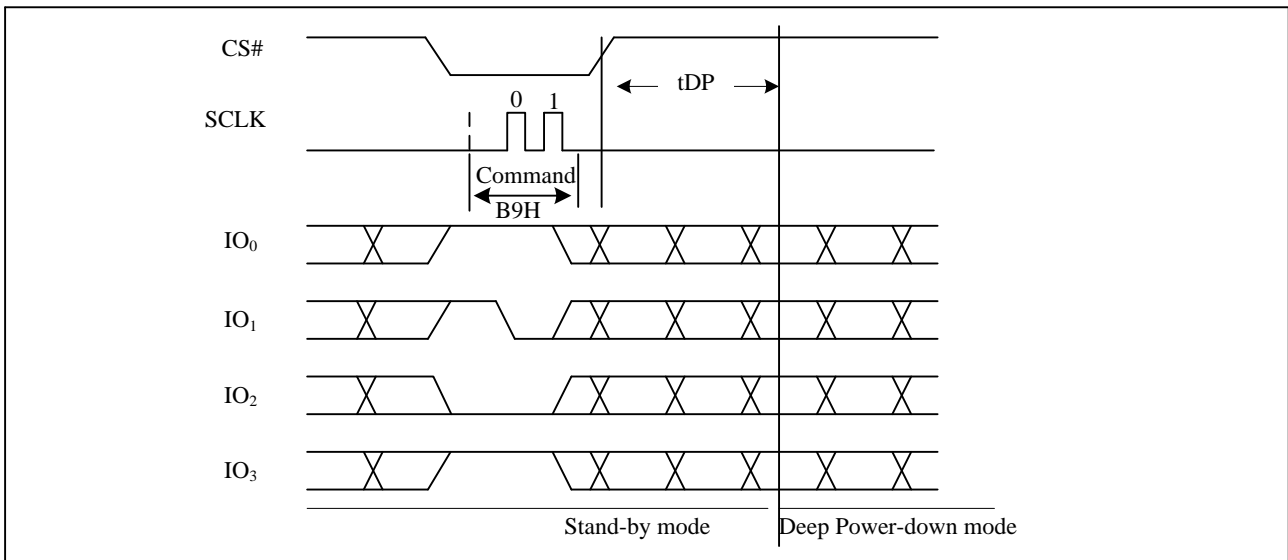 CS#
tDP
0 1
SCLK
Command
B9H
IO0
IO1
IO2
IO3
Stand-by mode Deep Power-down mode